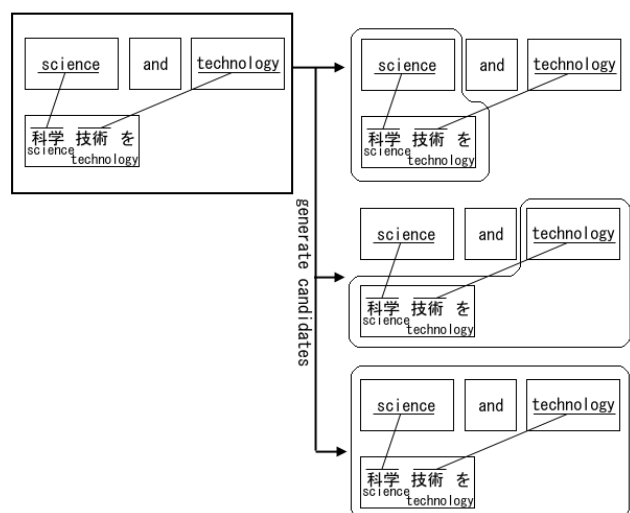 science and technology
科学 技術 を
science
technology
generate candidates
science and technology
科学 技術 を
science
technology
science and technology
科学 技術 を
science
technology
science and technology
科学 技術 を
science
technology